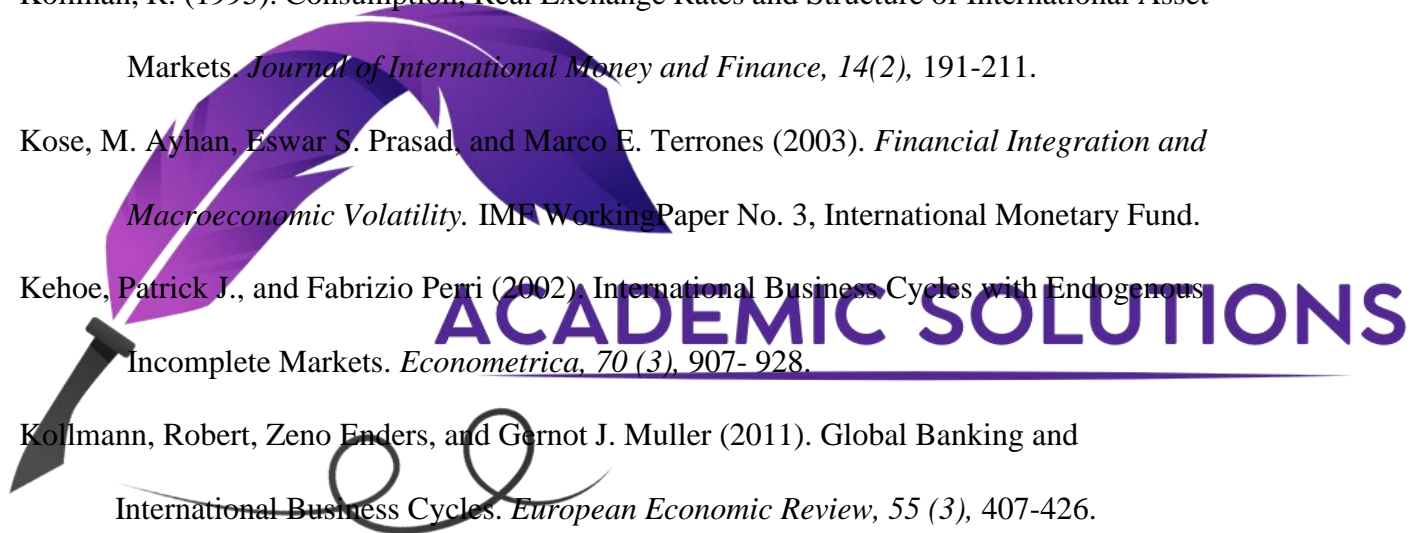 Kollman, R. (1995). Consumption, Real Exchange Rates and Structure of International Asset
Markets. Journal of International Money and Finance, 14(2), 191-211.
Kose, M. Ayhan, Eswar S. Prasad, and Marco E. Terrones (2003). Financial Integration and
Macroeconomic Volatility. IMF WorkingPaper No. 3, International Monetary Fund.
Kehoe, Patrick J., and Fabrizio Perri (2002). International Business Cycles with Endogenous
ACADEMIC SOLUTIONS
Incomplete Markets. Econometrica, 70 (3), 907- 928.
Kollmann, Robert, Zeno Enders, and Gernot J. Muller (2011). Global Banking and
International Business Cycles. European Economic Review, 55 (3), 407-426.